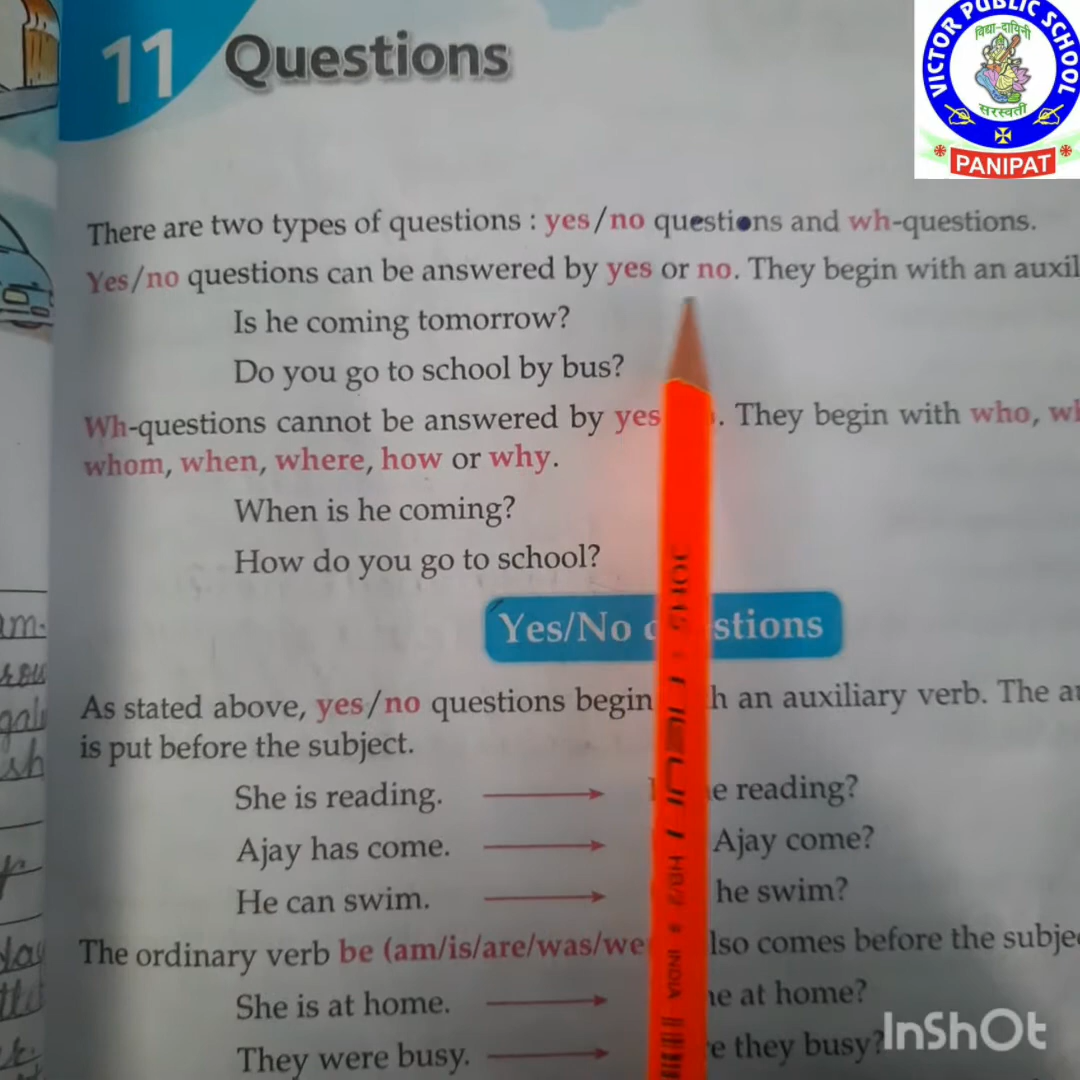 VICTOR PUBLIC SCHOOL
विद्या-दायिनी
सरस्वती
PANIPAT
11 Questions
There are two types of questions : yes/no questions and wh-questions.
Yes/no questions can be answered by yes or no. They begin with an auxil
Is he coming tomorrow?
Do you go to school by bus?
Wh-questions cannot be answered by yes . They begin with who, wh
whom, when, where, how or why.
When is he coming?
How do you go to school?
Yes/No stions
As stated above, yes/no questions begin h an auxiliary verb. The au
is put before the subject.
She is reading. e reading?
Ajay has come. Ajay come?
He can swim. he swim?
The ordinary verb be (am/is/are/was/we lso comes before the subje
She is at home. he at home?
They were busy. e they busy?
HB/2 INDIA
InShOt
am.
gal
sh